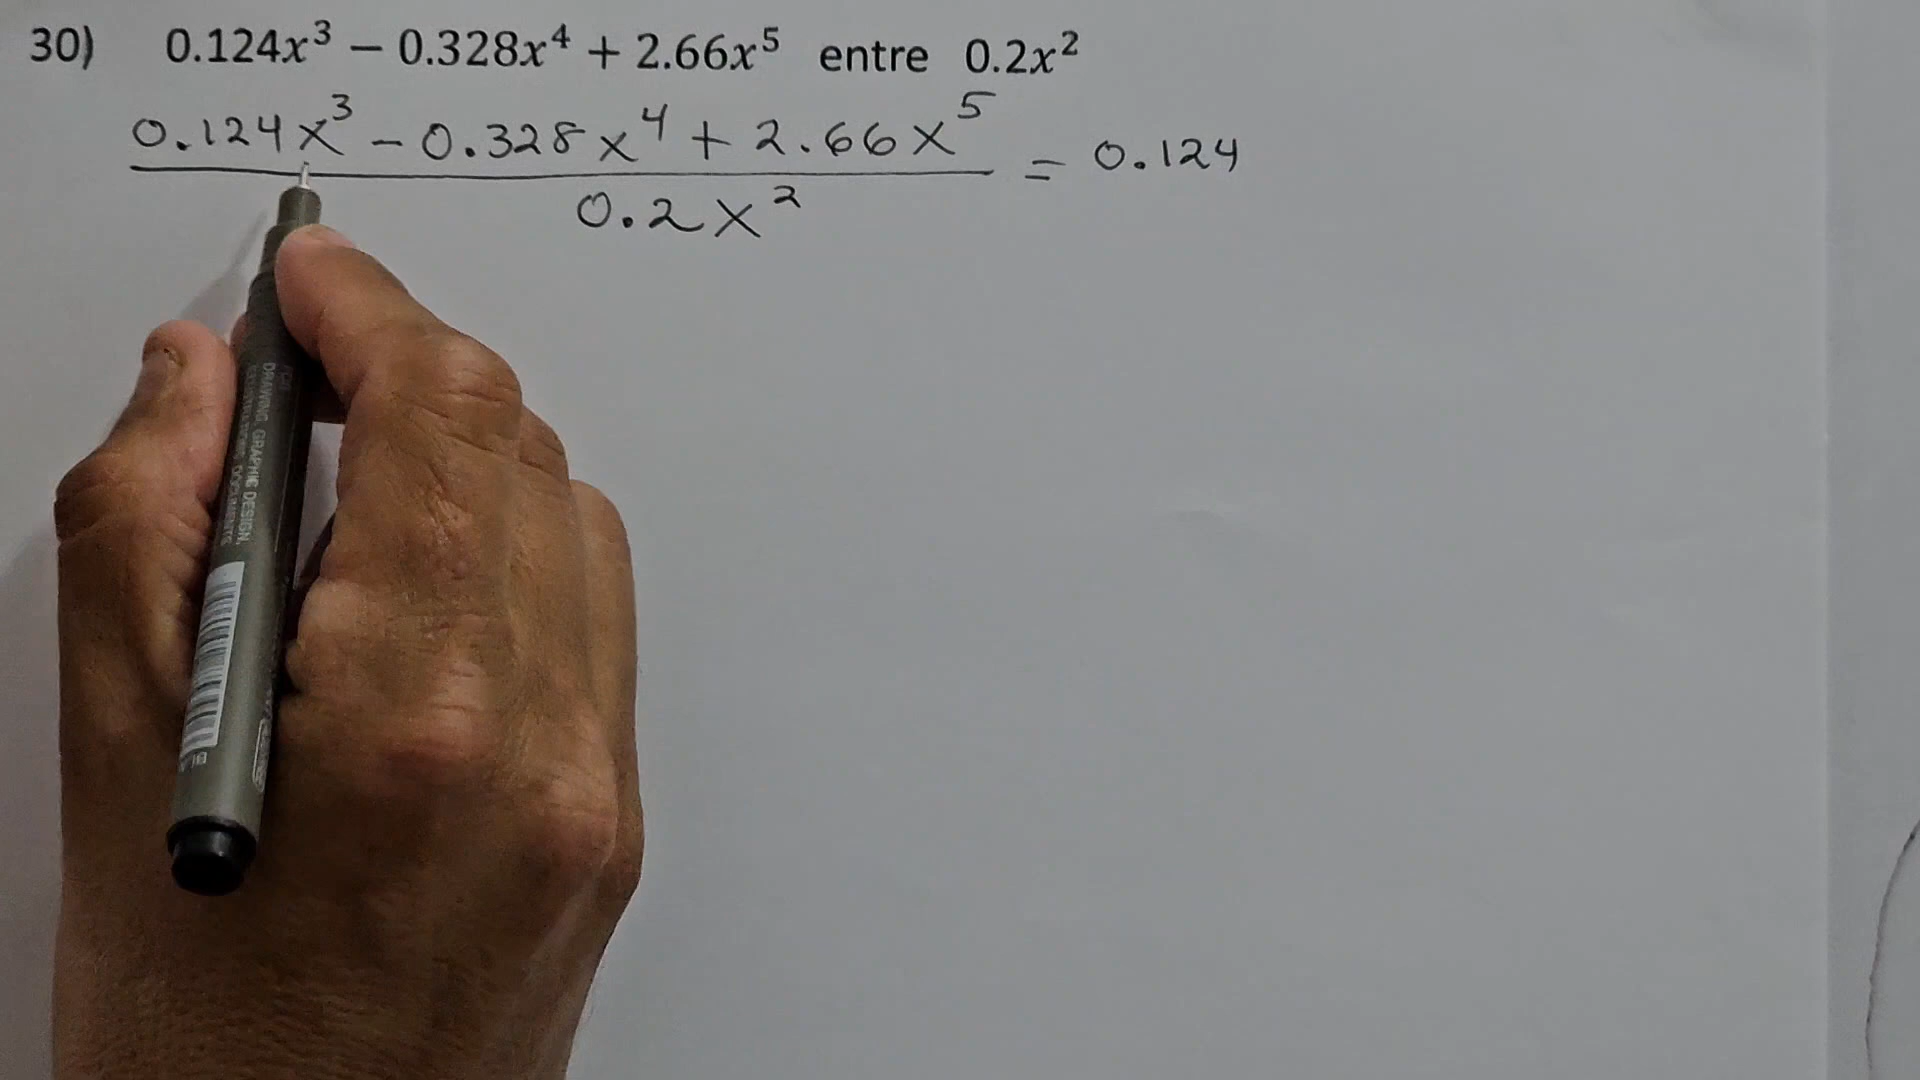 30) 0.124x³ − 0.328x⁴ + 2.66x⁵ entre 0.2x²
0.124x³ − 0.328x⁴ + 2.66x⁵ = 0.124
0.2x²
DRAWING, GRAPHIC DESIGN,
DOCUMENTS